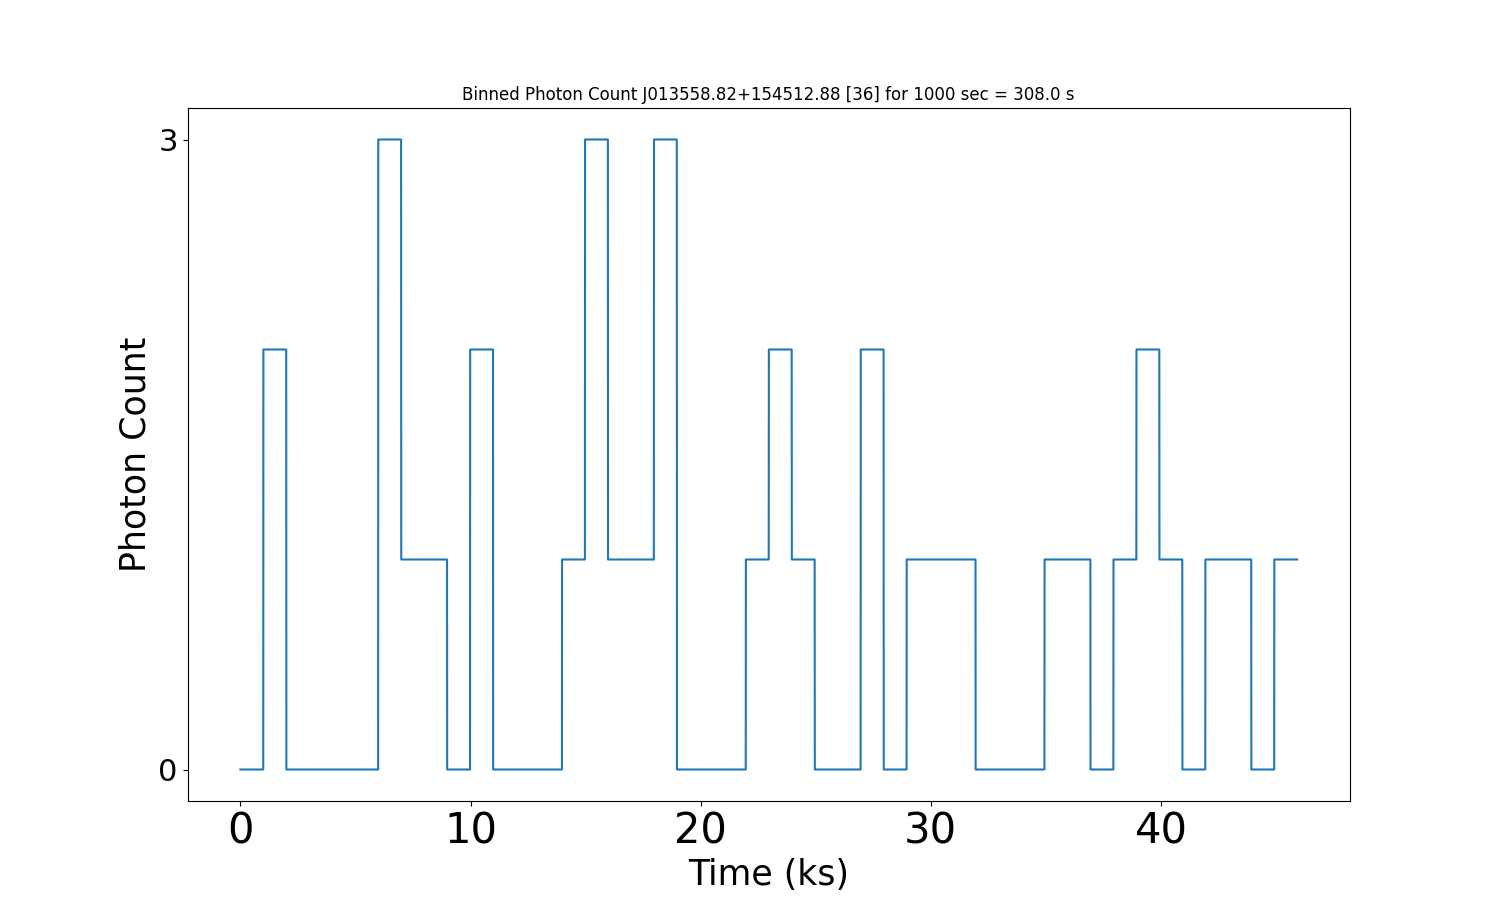 Binned Photon Count J013558.82+154512.88 [36] for 1000 sec = 308.0 s
3
0
Photon Count
0 10 20 30 40
Time (ks)